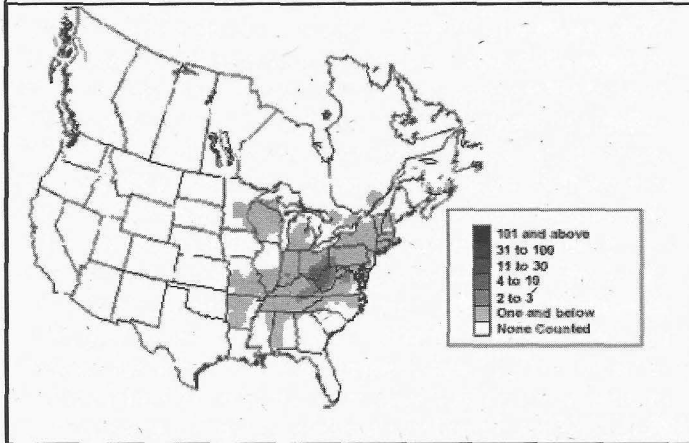 101 and above
31 to 100
11 to 30
4 to 10
2 to 3
One and below
None Counted